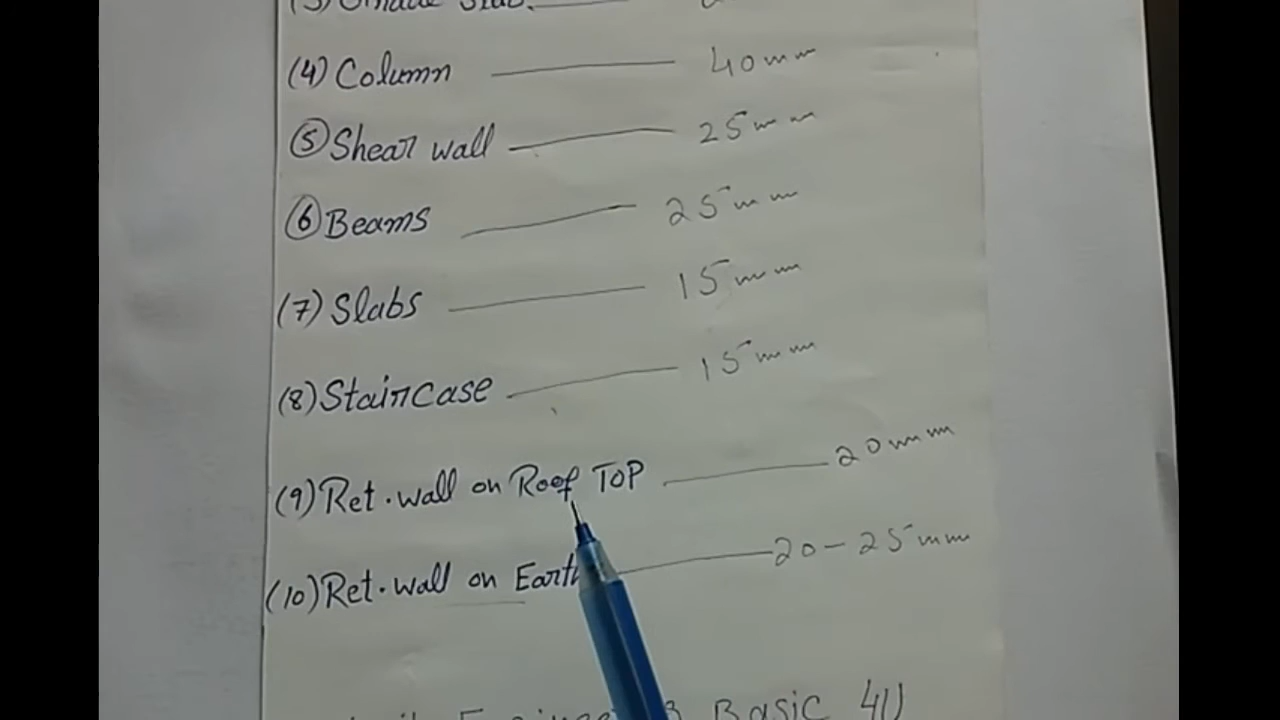 (4) Column 40mm
(5) Shear wall 25mm
(6) Beams 25mm
(7) Slabs 15mm
(8) Staircase 15mm
(9) Ret. wall on Roof TOP 20mm
(10) Ret. wall on Earth 20-25mm
Basic